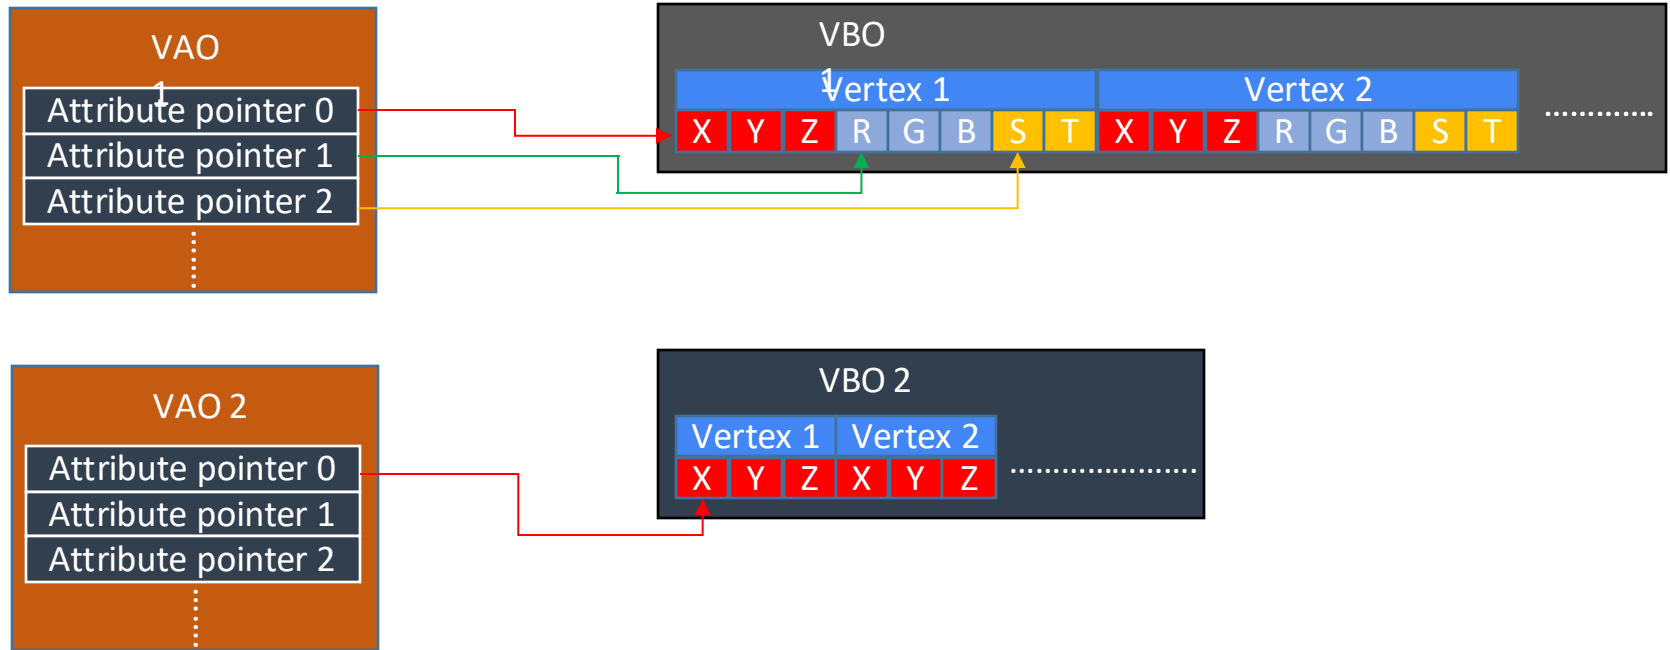 VAO
1
Attribute pointer 0
Attribute pointer 1
Attribute pointer 2
VBO
1
Vertex 1 Vertex 2
X Y Z R G B S T X Y Z R G B S T
VAO 2
Attribute pointer 0
Attribute pointer 1
Attribute pointer 2
VBO 2
Vertex 1 Vertex 2
X Y Z X Y Z